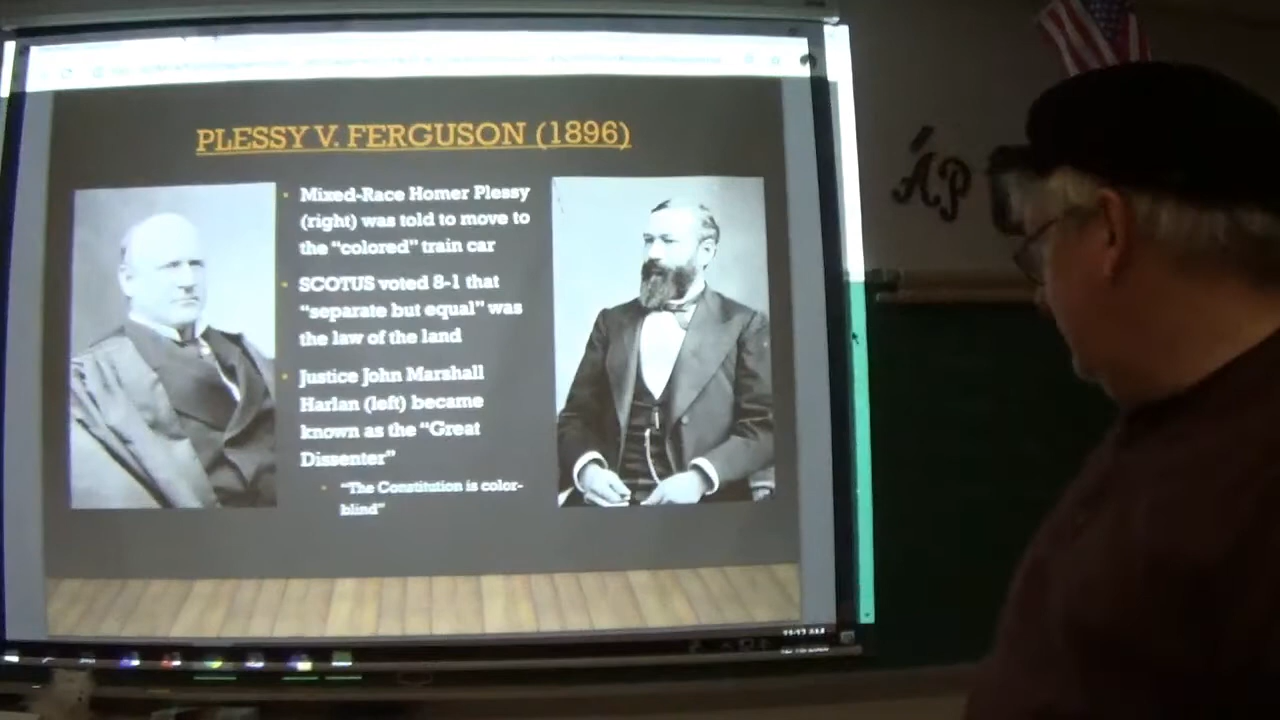 PLESSY V. FERGUSON (1896)
Mixed-Race Homer Plessy
(right) was told to move to
the “colored” train car
SCOTUS voted 8-1 that
“separate but equal” was
the law of the land
Justice John Marshall
Harlan (left) became
known as the “Great
Dissenter”
“The Constitution is color-
blind”
ÁP